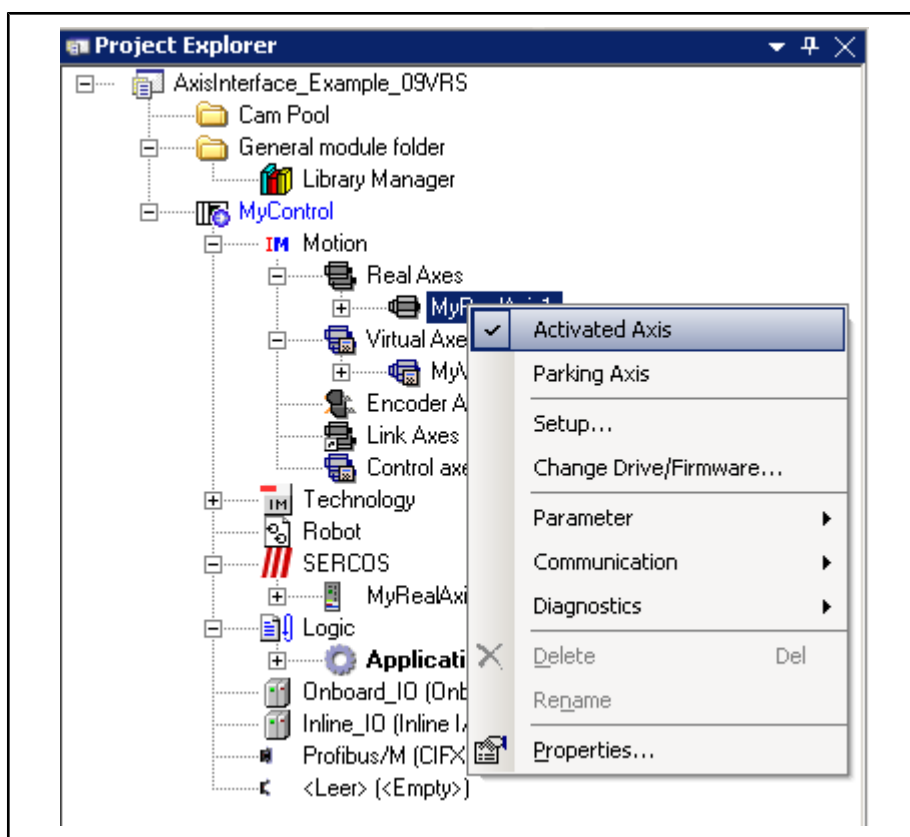 Project Explorer
AxisInterface_Example_09VRS
Cam Pool
General module folder
Library Manager
MyControl
IM Motion
Real Axes
Virtual Axe
Encoder A
Link Axes
Control axe
IM Technology
Robot
SERCOS
MyRealAxi
Logic
Applicati
Onboard_IO (Onb
Inline_IO (Inline I/
Profibus/M (CIFX
<Leer> (<Empty>)
Activated Axis
Parking Axis
Setup...
Change Drive/Firmware...
Parameter
Communication
Diagnostics
Delete Del
Rename
Properties...